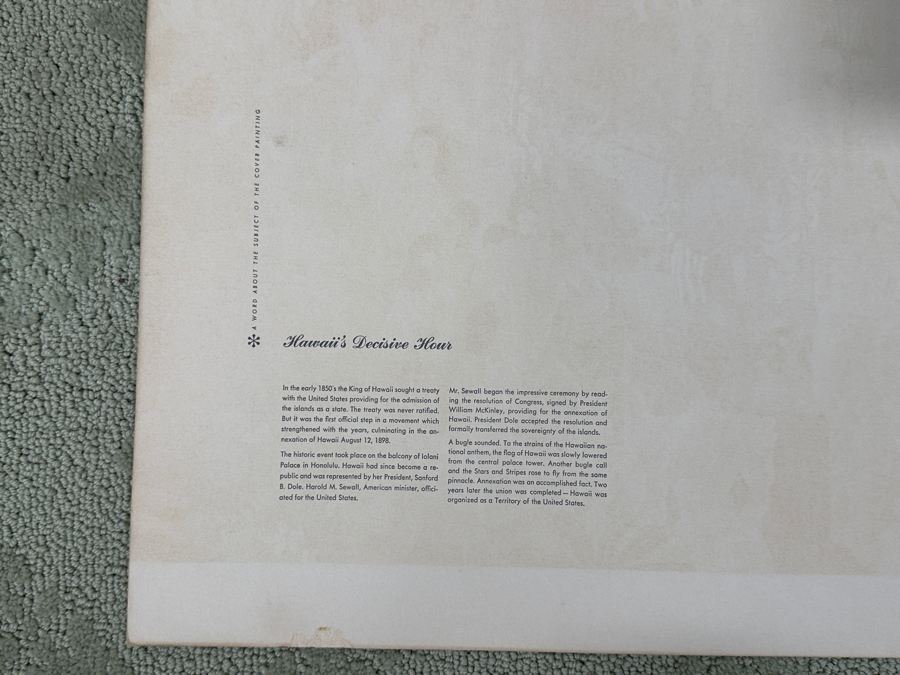 * A WORD ABOUT THE SUBJECT OF THE COVER PAINTING
Hawaii's Decisive Hour
In the early 1850's the King of Hawaii sought a treaty
with the United States providing for the admission of
the islands as a state. The treaty was never ratified.
But it was the first official step in a movement which
strengthened with the years, culminating in the an-
nexation of Hawaii August 12, 1898.
The historic event took place on the balcony of Iolani
Palace in Honolulu. Hawaii had since become a re-
public and was represented by her President, Sanford
B. Dole. Harold M. Sewall, American minister, offici-
ated for the United States.
Mr. Sewall began the impressive ceremony by read-
ing the resolution of Congress, signed by President
William McKinley, providing for the annexation of
Hawaii. President Dole accepted the resolution and
formally transferred the sovereignty of the islands.
A bugle sounded. To the strains of the Hawaiian na-
tional anthem, the flag of Hawaii was slowly lowered
from the central palace tower. Another bugle call
and the Stars and Stripes rose to fly from the same
pinnacle. Annexation was an accomplished fact. Two
years later the union was completed — Hawaii was
organized as a Territory of the United States.